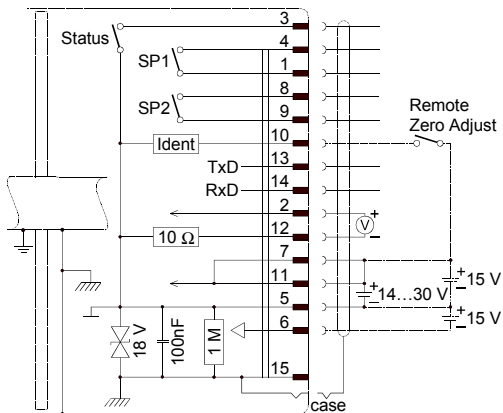 Status
3
4
SP1
1
8
SP2
9
Remote
Zero Adjust
Ident
10
TxD
13
RxD
14
2
+
V
–
10 Ω
12
7
11
+
–
14...30 V
+
–
15 V
5
+
–
15 V
6
18 V
100nF
1 M
15
case